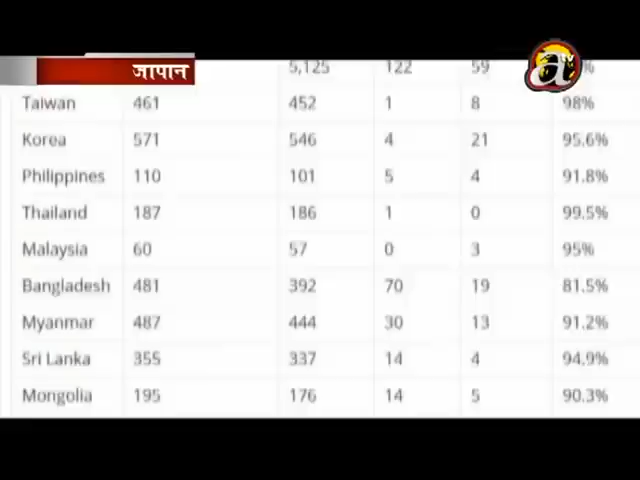 जापान
5,125 122 59 %
Taiwan 461 452 1 8 98%
Korea 571 546 4 21 95.6%
Philippines 110 101 5 4 91.8%
Thailand 187 186 1 0 99.5%
Malaysia 60 57 0 3 95%
Bangladesh 481 392 70 19 81.5%
Myanmar 487 444 30 13 91.2%
Sri Lanka 355 337 14 4 94.9%
Mongolia 195 176 14 5 90.3%